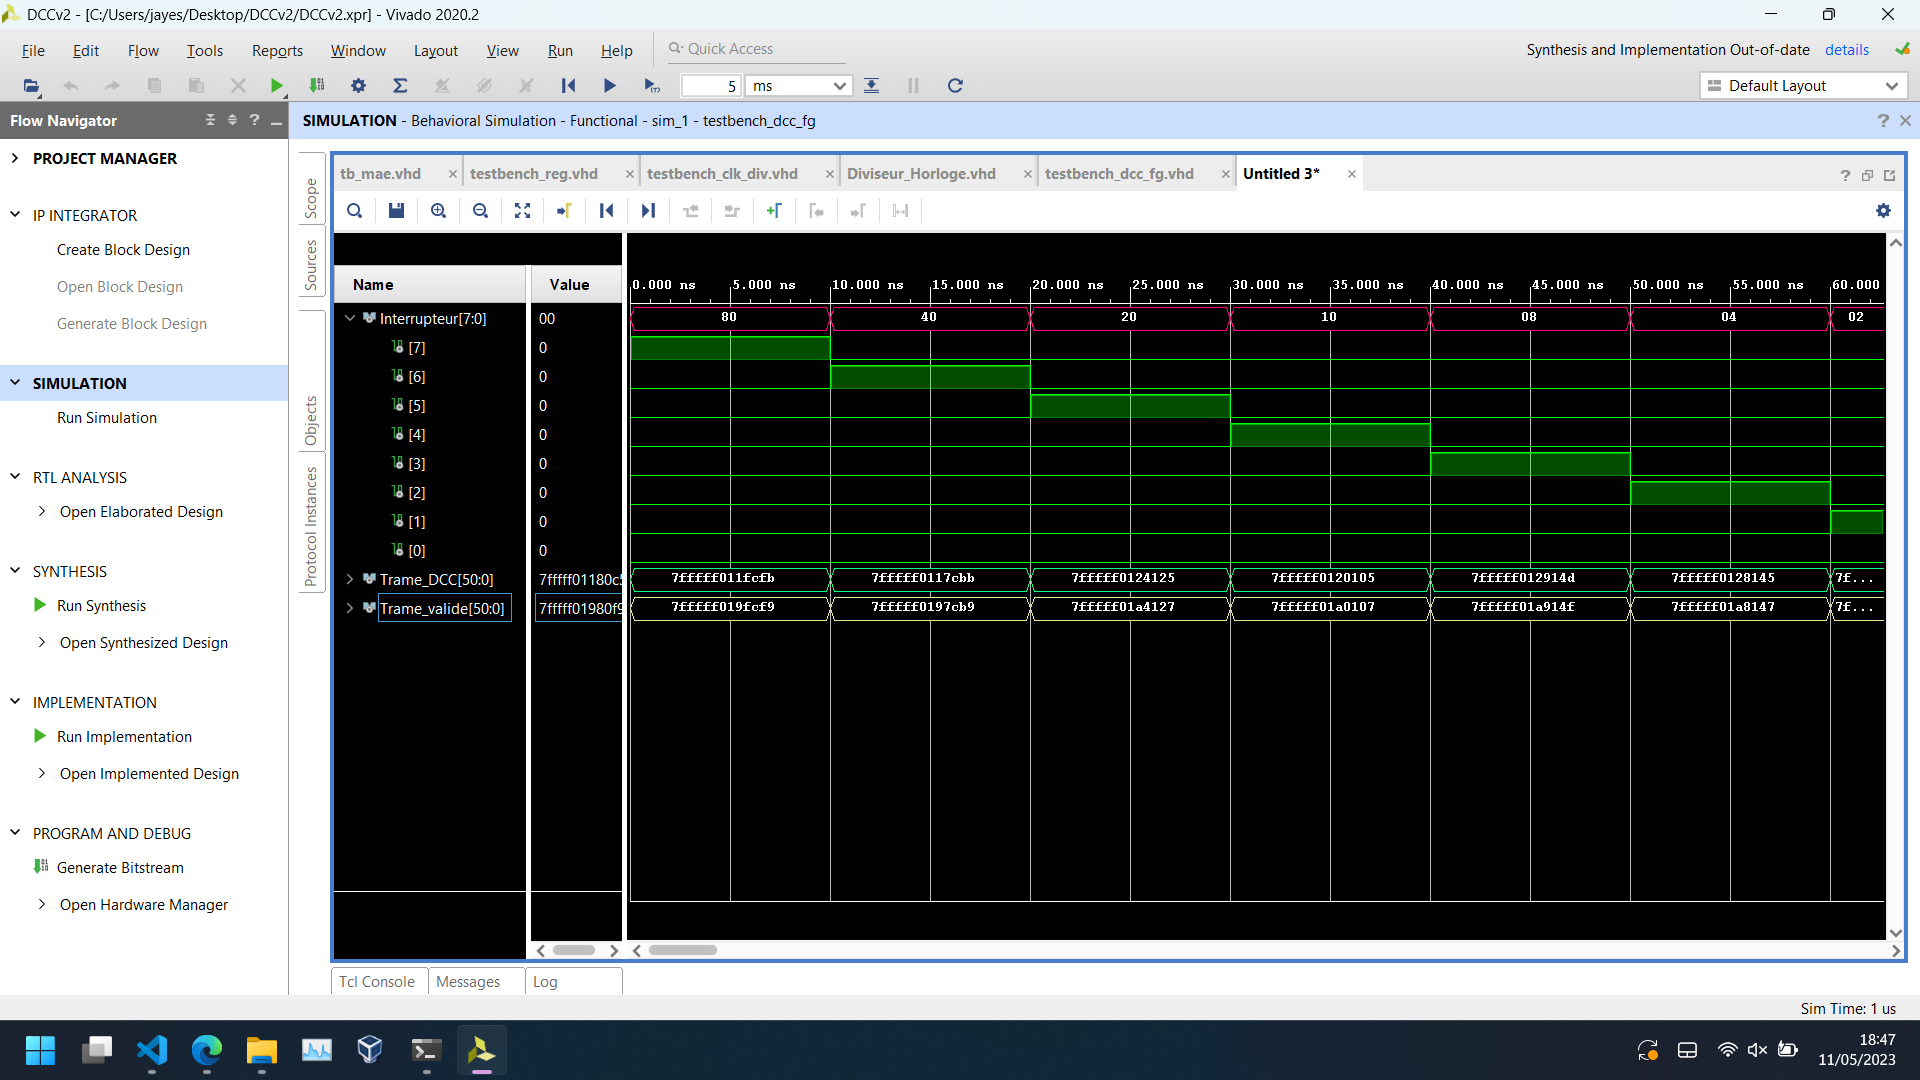 DCCv2 - [C:/Users/jayes/Desktop/DCCv2/DCCv2.xpr] - Vivado 2020.2
File Edit Flow Tools Reports Window Layout View Run Help Quick Access
Synthesis and Implementation Out-of-date details
5 ms
Default Layout
Flow Navigator
SIMULATION - Behavioral Simulation - Functional - sim_1 - testbench_dcc_fg
PROJECT MANAGER
IP INTEGRATOR
Create Block Design
Open Block Design
Generate Block Design
SIMULATION
Run Simulation
RTL ANALYSIS
Open Elaborated Design
SYNTHESIS
Run Synthesis
Open Synthesized Design
IMPLEMENTATION
Run Implementation
Open Implemented Design
PROGRAM AND DEBUG
Generate Bitstream
Open Hardware Manager
Scope
Sources
Objects
Protocol Instances
tb_mae.vhd testbench_reg.vhd testbench_clk_div.vhd Diviseur_Horloge.vhd testbench_dcc_fg.vhd Untitled 3*
Name Value
0.000 ns 5.000 ns 10.000 ns 15.000 ns 20.000 ns 25.000 ns 30.000 ns 35.000 ns 40.000 ns 45.000 ns 50.000 ns 55.000 ns 60.000
Interrupteur[7:0] 00 80 40 20 10 08 04 02
[7] 0
[6] 0
[5] 0
[4] 0
[3] 0
[2] 0
[1] 0
[0] 0
Trame_DCC[50:0] 7fffff01180c5 7fffff011fcfb 7fffff0117cbb 7fffff0124125 7fffff0120105 7fffff012914d 7fffff0128145 7f...
Trame_valide[50:0] 7fffff01980f9 7fffff019fcf9 7fffff0197cb9 7fffff01a4127 7fffff01a0107 7fffff01a914f 7fffff01a8147 7f...
Tcl Console Messages Log
Sim Time: 1 us
18:47
11/05/2023